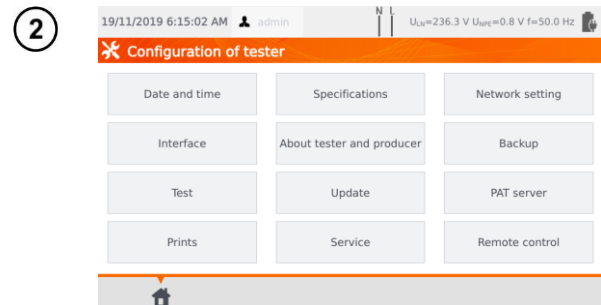 2
19/11/2019 6:15:02 AM admin N L U_LN=236.3 V U_NPE=0.8 V f=50.0 Hz
Configuration of tester
Date and time Specifications Network setting
Interface About tester and producer Backup
Test Update PAT server
Prints Service Remote control